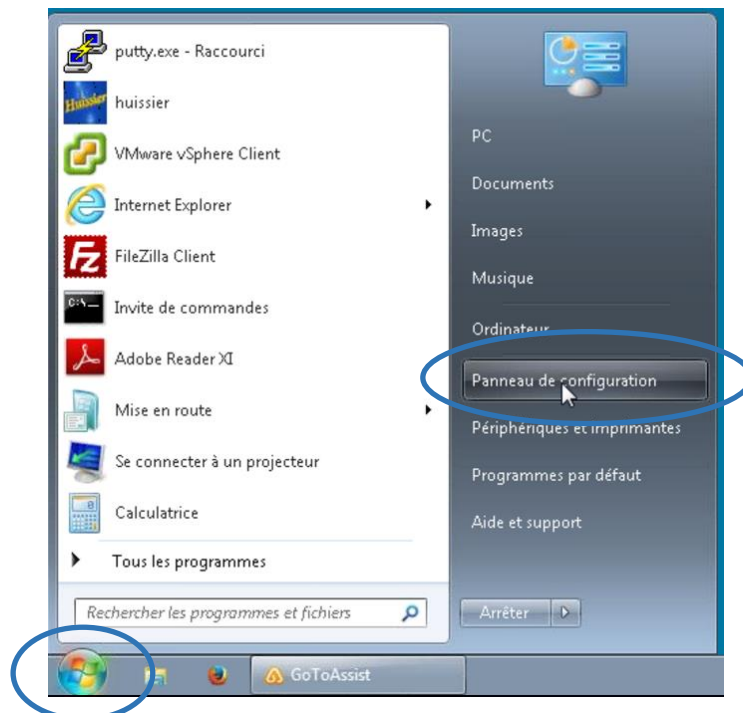 putty.exe - Raccourci
Huissier
huissier
VMware vSphere Client
Internet Explorer
FileZilla Client
C:\
Invite de commandes
Adobe Reader XI
Mise en route
Se connecter à un projecteur
Calculatrice
Tous les programmes
Rechercher les programmes et fichiers
PC
Documents
Images
Musique
Ordinateur
Panneau de configuration
Périphériques et imprimantes
Programmes par défaut
Aide et support
Arrêter
GoToAssist